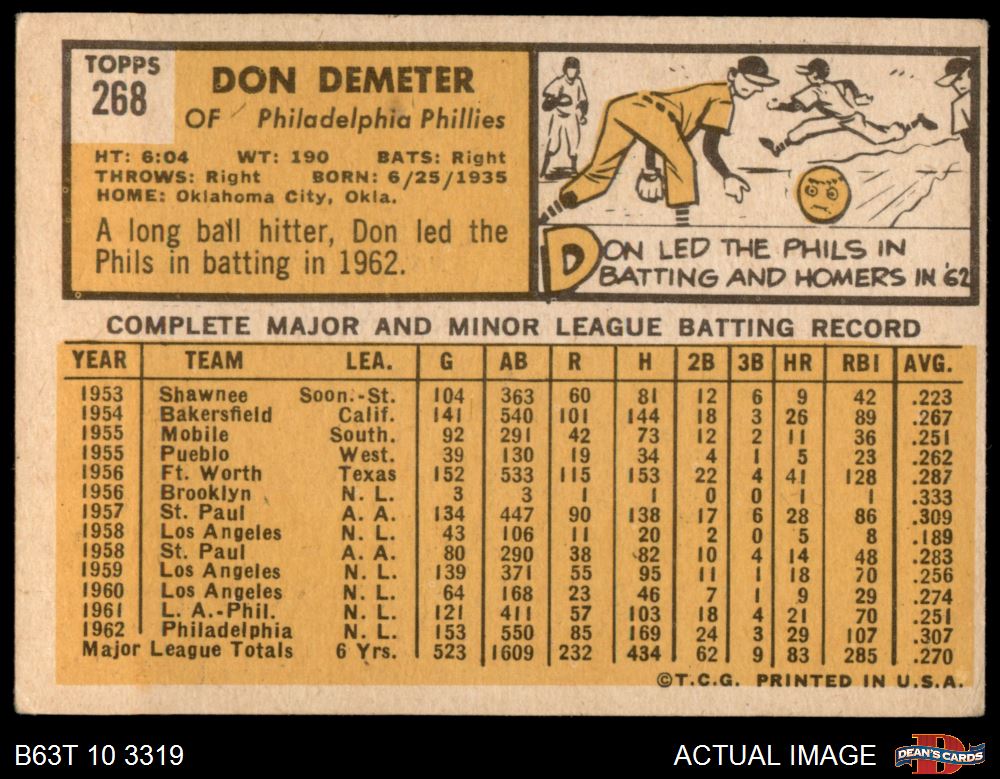 TOPPS
268
DON DEMETER
OF Philadelphia Phillies
HT: 6:04 WT: 190 BATS: Right
THROWS: Right BORN: 6/25/1935
HOME: Oklahoma City, Okla.
A long ball hitter, Don led the
Phils in batting in 1962.
DON LED THE PHILS IN
BATTING AND HOMERS IN '62
COMPLETE MAJOR AND MINOR LEAGUE BATTING RECORD
YEAR TEAM LEA. G AB R H 2B 3B HR RBI AVG.
1953 Shawnee Soon.-St. 104 363 60 81 12 6 9 42 .223
1954 Bakersfield Calif. 141 540 101 144 18 3 26 89 .267
1955 Mobile South. 92 291 42 73 12 2 11 36 .251
1955 Pueblo West. 39 130 19 34 4 1 5 23 .262
1956 Ft. Worth Texas 152 533 115 153 22 4 41 128 .287
1956 Brooklyn N. L. 3 3 1 1 0 0 1 1 .333
1957 St. Paul A. A. 134 447 90 138 17 6 28 86 .309
1958 Los Angeles N. L. 43 106 11 20 2 0 5 8 .189
1958 St. Paul A. A. 80 290 38 82 10 4 14 48 .283
1959 Los Angeles N. L. 139 371 55 95 11 1 18 70 .256
1960 Los Angeles N. L. 64 168 23 46 7 1 9 29 .274
1961 L. A.-Phil. N. L. 121 411 57 103 18 4 21 70 .251
1962 Philadelphia N. L. 153 550 85 169 24 3 29 107 .307
Major League Totals 6 Yrs. 523 1609 232 434 62 9 83 285 .270
©T.C.G. PRINTED IN U.S.A.
B63T 10 3319
ACTUAL IMAGE
DEAN'S CARDS